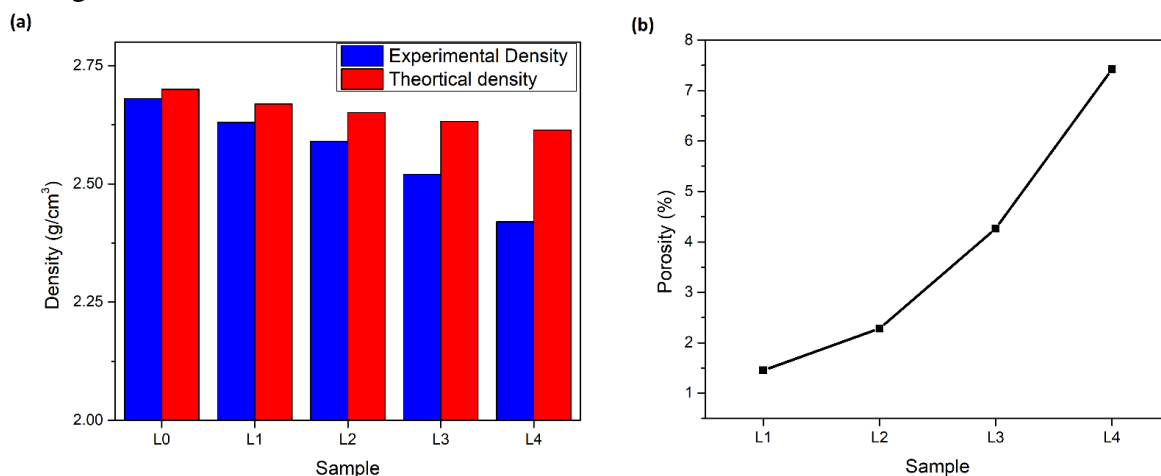 (a)
Experimental Density
Theortical density
2.75
2.50
2.25
2.00
Density (g/cm³)
L0 L1 L2 L3 L4
Sample
(b)
8
7
6
5
4
3
2
1
Porosity (%)
L1 L2 L3 L4
Sample